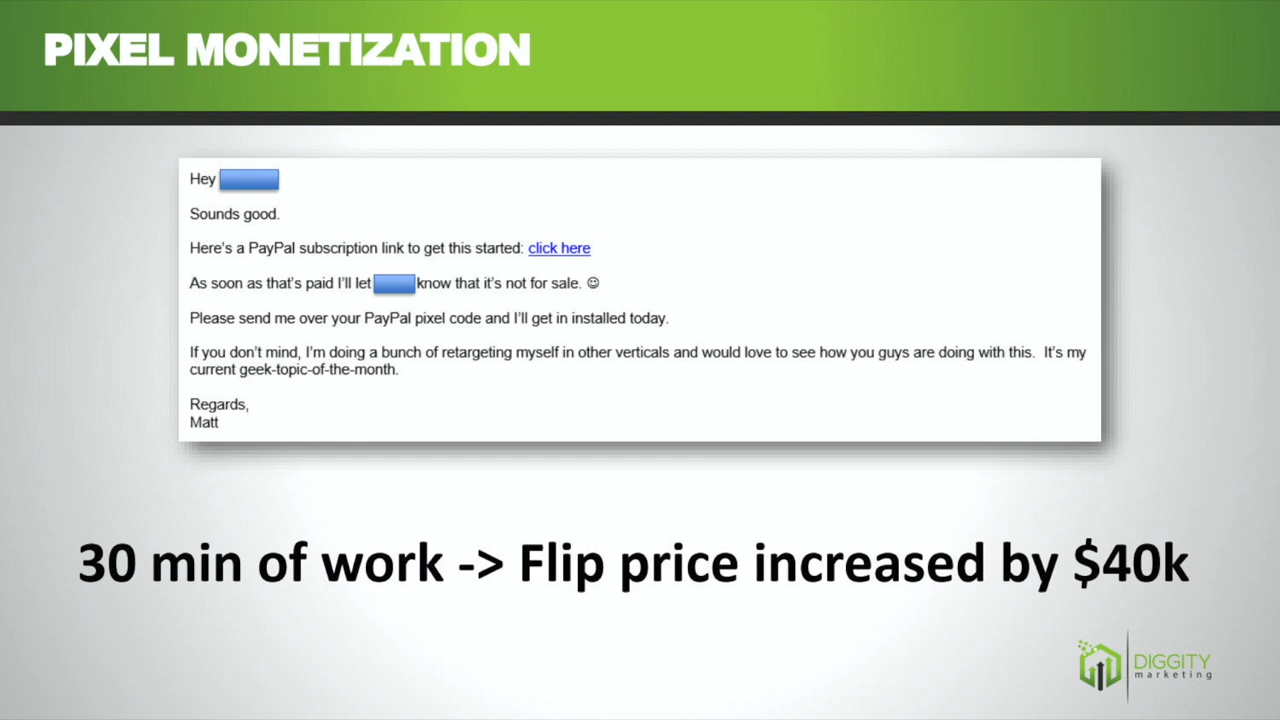 PIXEL MONETIZATION
Hey
Sounds good.
Here's a PayPal subscription link to get this started: click here
As soon as that's paid I'll let know that it's not for sale. ☺
Please send me over your PayPal pixel code and I'll get in installed today.
If you don't mind, I'm doing a bunch of retargeting myself in other verticals and would love to see how you guys are doing with this.  It's my
current geek-topic-of-the-month.
Regards,
Matt
30 min of work -> Flip price increased by $40k
DIGGITY
marketing